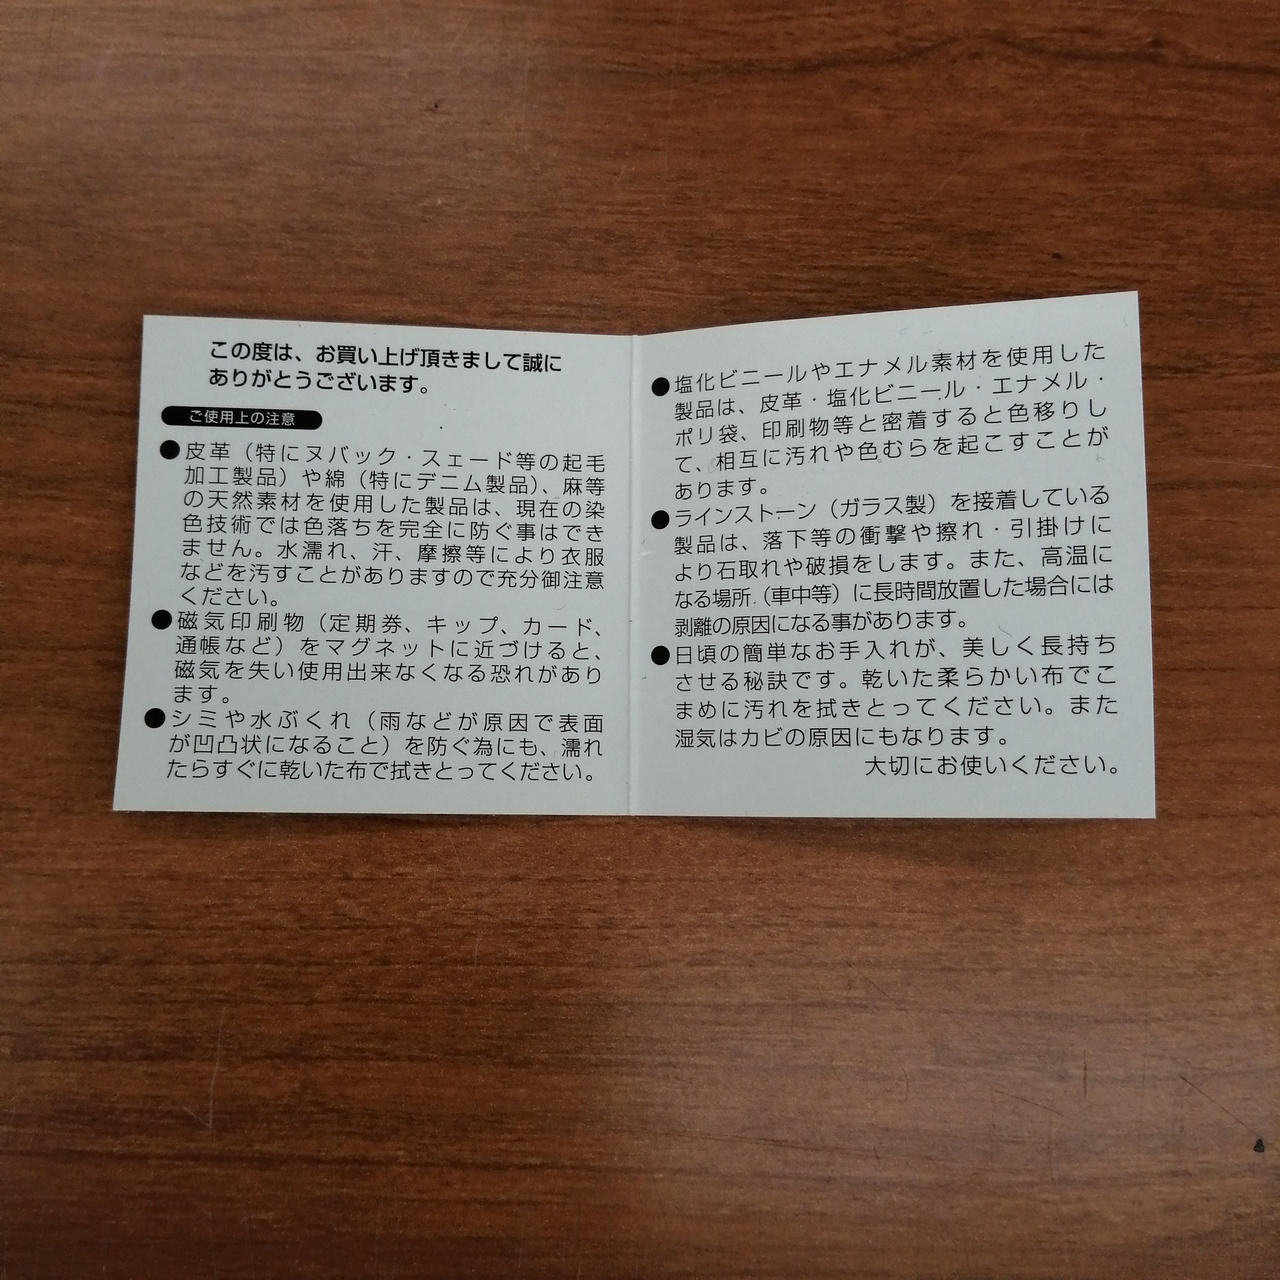 この度は、お買い上げ頂きまして誠に
ありがとうございます。
ご使用上の注意
●皮革（特にヌバック・スェード等の起毛
加工製品）や綿（特にデニム製品）、麻等
の天然素材を使用した製品は、現在の染
色技術では色落ちを完全に防ぐ事はでき
ません。水濡れ、汗、摩擦等により衣服
などを汚すことがありますので充分御注意
ください。
●磁気印刷物（定期券、キップ、カード、
通帳など）をマグネットに近づけると、
磁気を失い使用出来なくなる恐れがあり
ます。
●シミや水ぶくれ（雨などが原因で表面
が凹凸状になること）を防ぐ為にも、濡れ
たらすぐに乾いた布で拭きとってください。
●塩化ビニールやエナメル素材を使用した
製品は、皮革・塩化ビニール・エナメル・
ポリ袋、印刷物等と密着すると色移りし
て、相互に汚れや色むらを起こすことが
あります。
●ラインストーン（ガラス製）を接着している
製品は、落下等の衝撃や擦れ・引掛けに
より石取れや破損をします。また、高温に
なる場所（車中等）に長時間放置した場合には
剥離の原因になる事があります。
●日頃の簡単なお手入れが、美しく長持ち
させる秘訣です。乾いた柔らかい布でこ
まめに汚れを拭きとってください。また
湿気はカビの原因にもなります。
大切にお使いください。